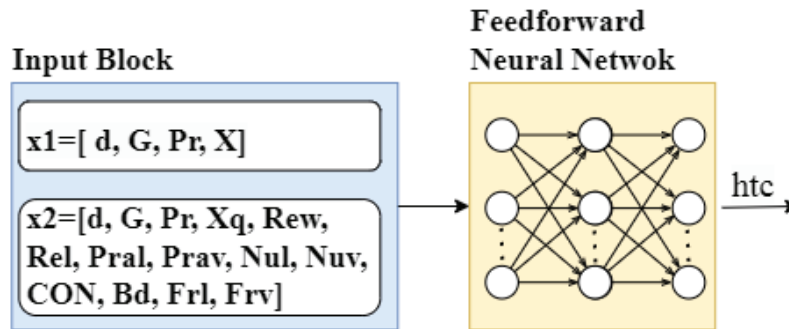 Feedforward
Neural Netwok
Input Block
x1=[ d, G, Pr, X]
x2=[d, G, Pr, Xq, Rew,
Rel, Pral, Prav, Nul, Nuv,
CON, Bd, Frl, Frv]
htc